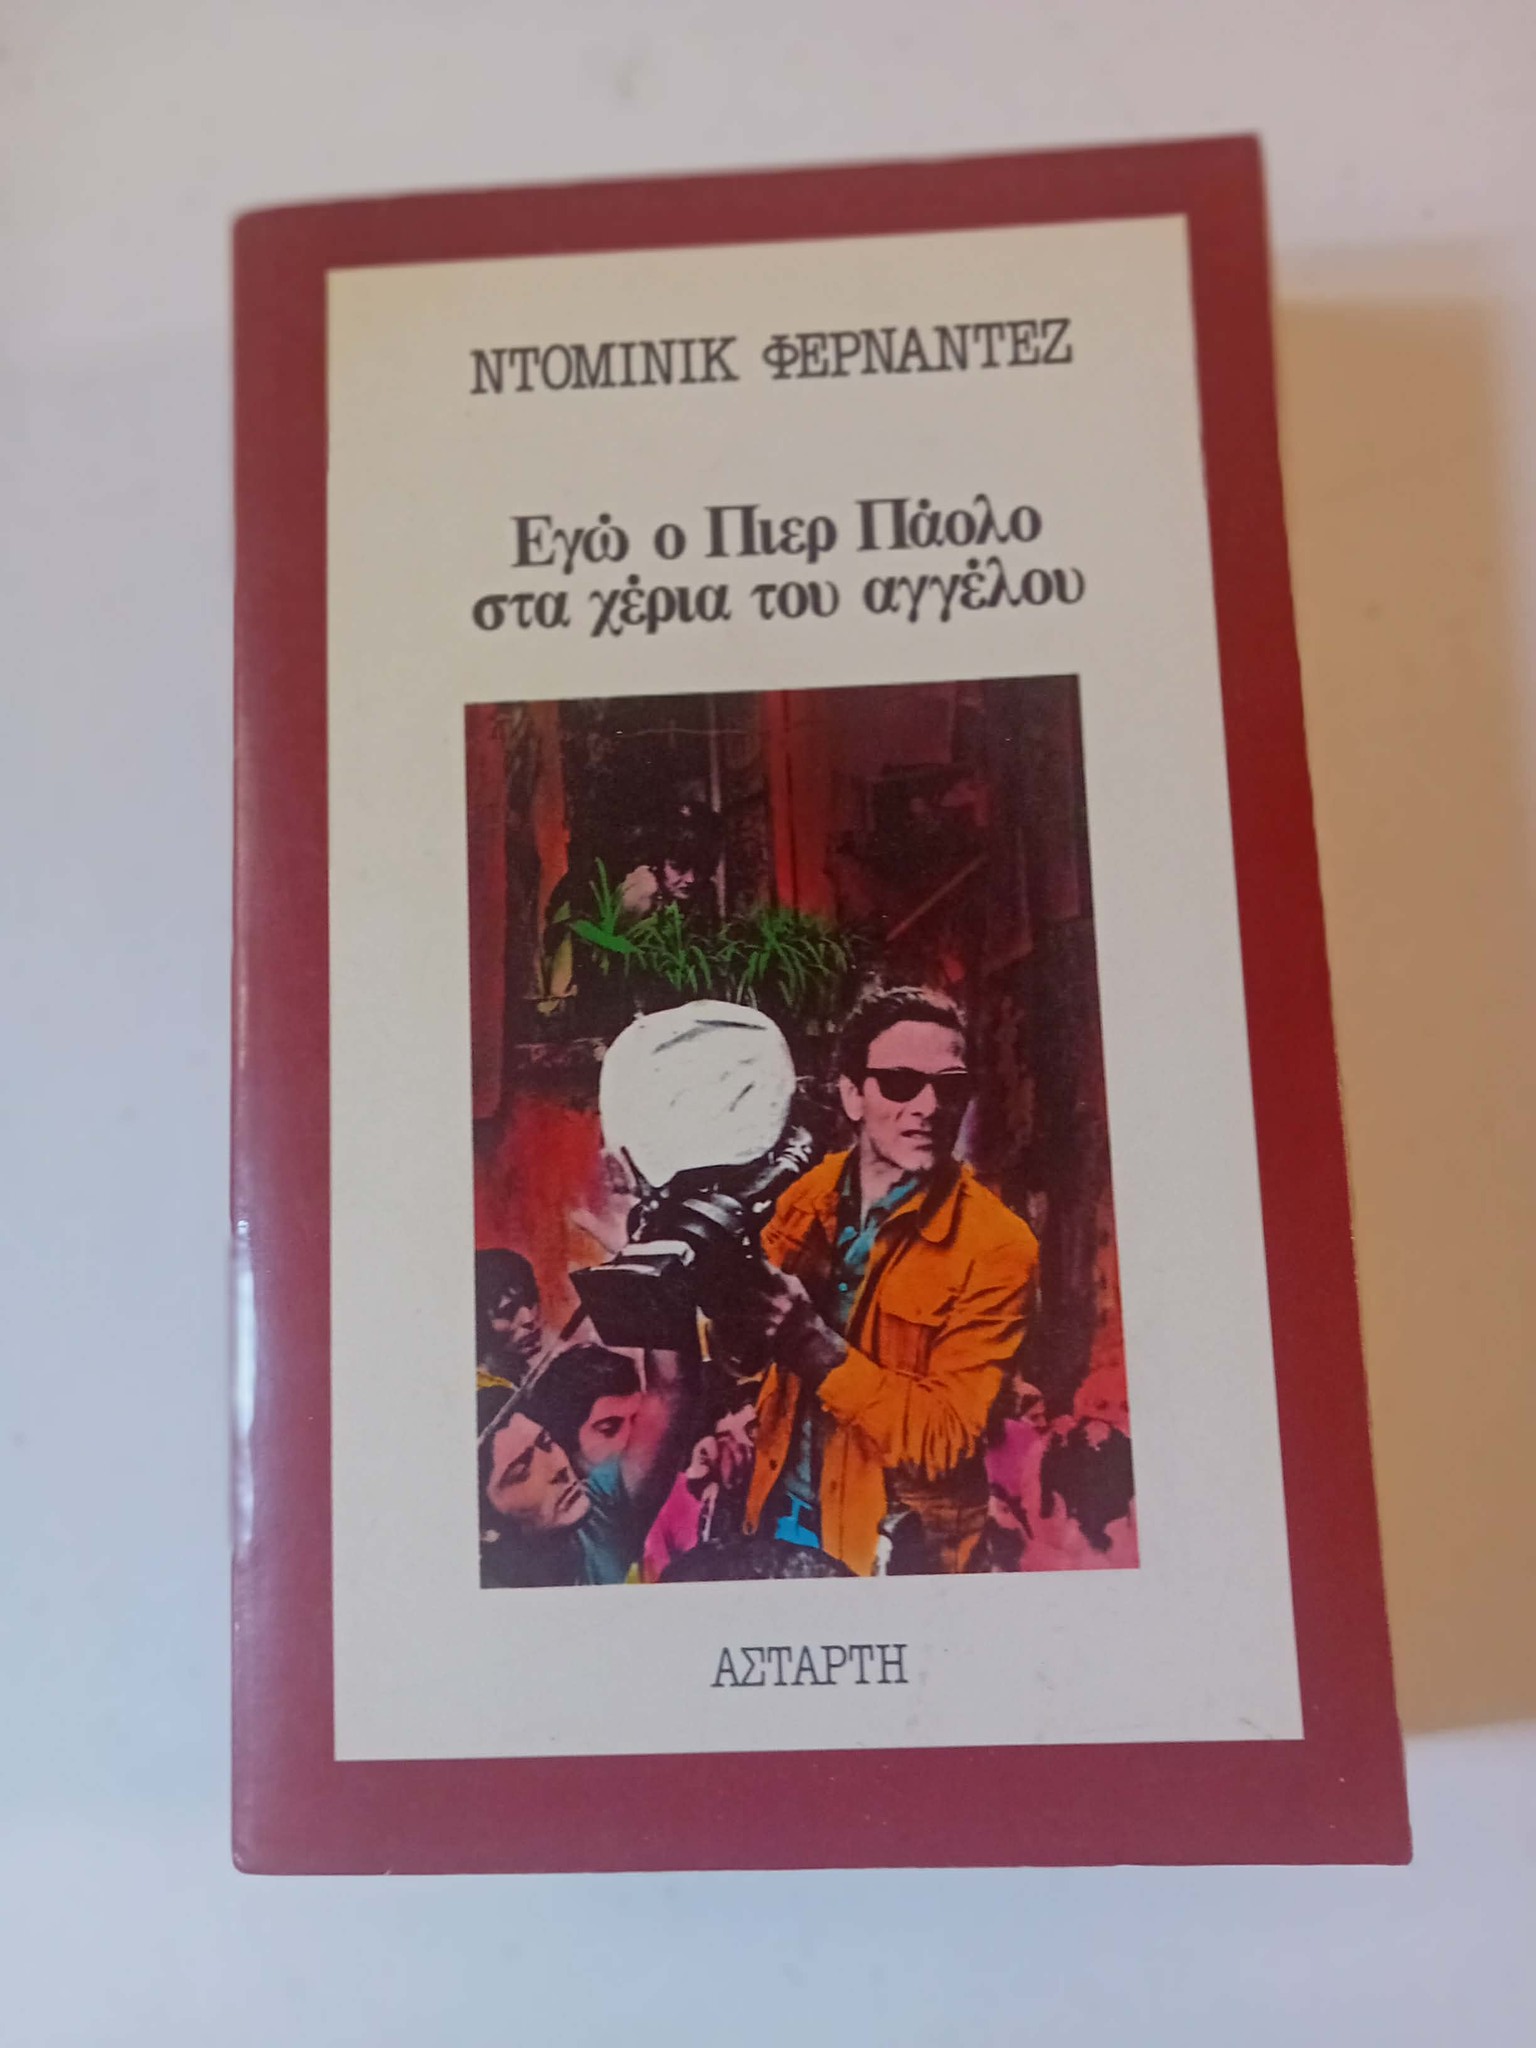 ΝΤΟΜΙΝΙΚ ΦΕΡΝΑΝΤΕΖ
Εγώ ο Πιερ Πάολο
στα χέρια του αγγέλου
ΑΣΤΑΡΤΗ